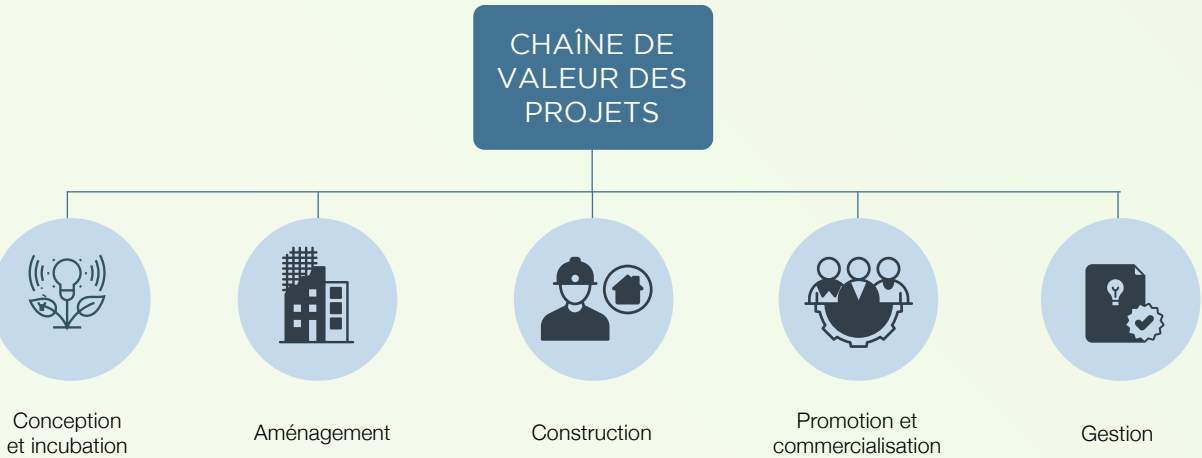 CHAÎNE DE
VALEUR DES
PROJETS
Conception
et incubation
Aménagement
Construction
Promotion et
commercialisation
Gestion